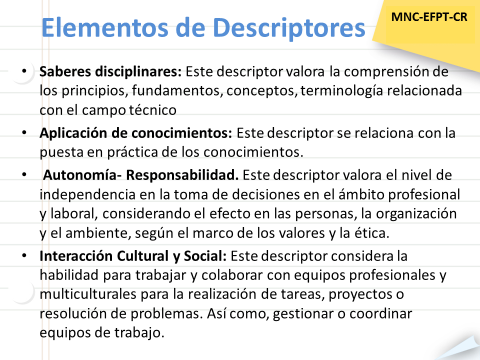 Elementos de Descriptores
MNC-EFPT-CR
• Saberes disciplinares: Este descriptor valora la comprensión de
los principios, fundamentos, conceptos, terminología relacionada
con el campo técnico
• Aplicación de conocimientos: Este descriptor se relaciona con la
puesta en práctica de los conocimientos.
• Autonomía- Responsabilidad. Este descriptor valora el nivel de
independencia en la toma de decisiones en el ámbito profesional
y laboral, considerando el efecto en las personas, la organización
y el ambiente, según el marco de los valores y la ética.
• Interacción Cultural y Social: Este descriptor considera la
habilidad para trabajar y colaborar con equipos profesionales y
multiculturales para la realización de tareas, proyectos o
resolución de problemas. Así como, gestionar o coordinar
equipos de trabajo.